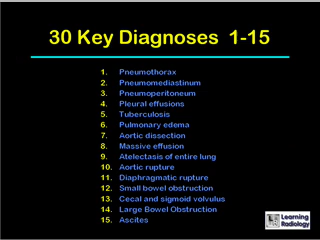 30 Key Diagnoses 1-15
1. Pneumothorax
2. Pneumomediastinum
3. Pneumoperitoneum
4. Pleural effusions
5. Tuberculosis
6. Pulmonary edema
7. Aortic dissection
8. Massive effusion
9. Atelectasis of entire lung
10. Aortic rupture
11. Diaphragmatic rupture
12. Small bowel obstruction
13. Cecal and sigmoid volvulus
14. Large Bowel Obstruction
15. Ascites
Learning
Radiology